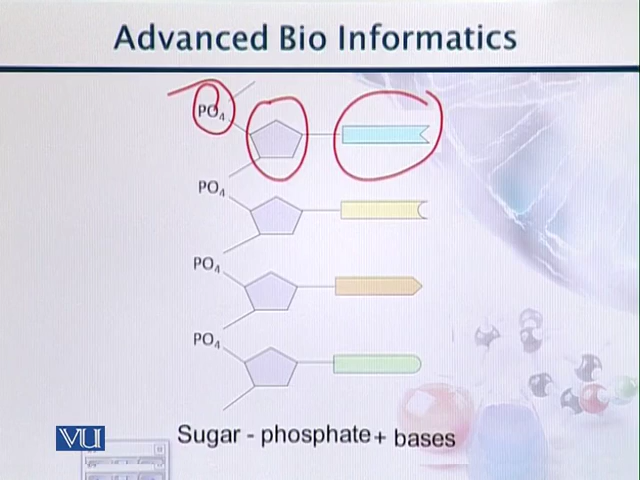 Advanced Bio Informatics
PO4
PO4
PO4
PO4
Sugar - phosphate + bases
VU